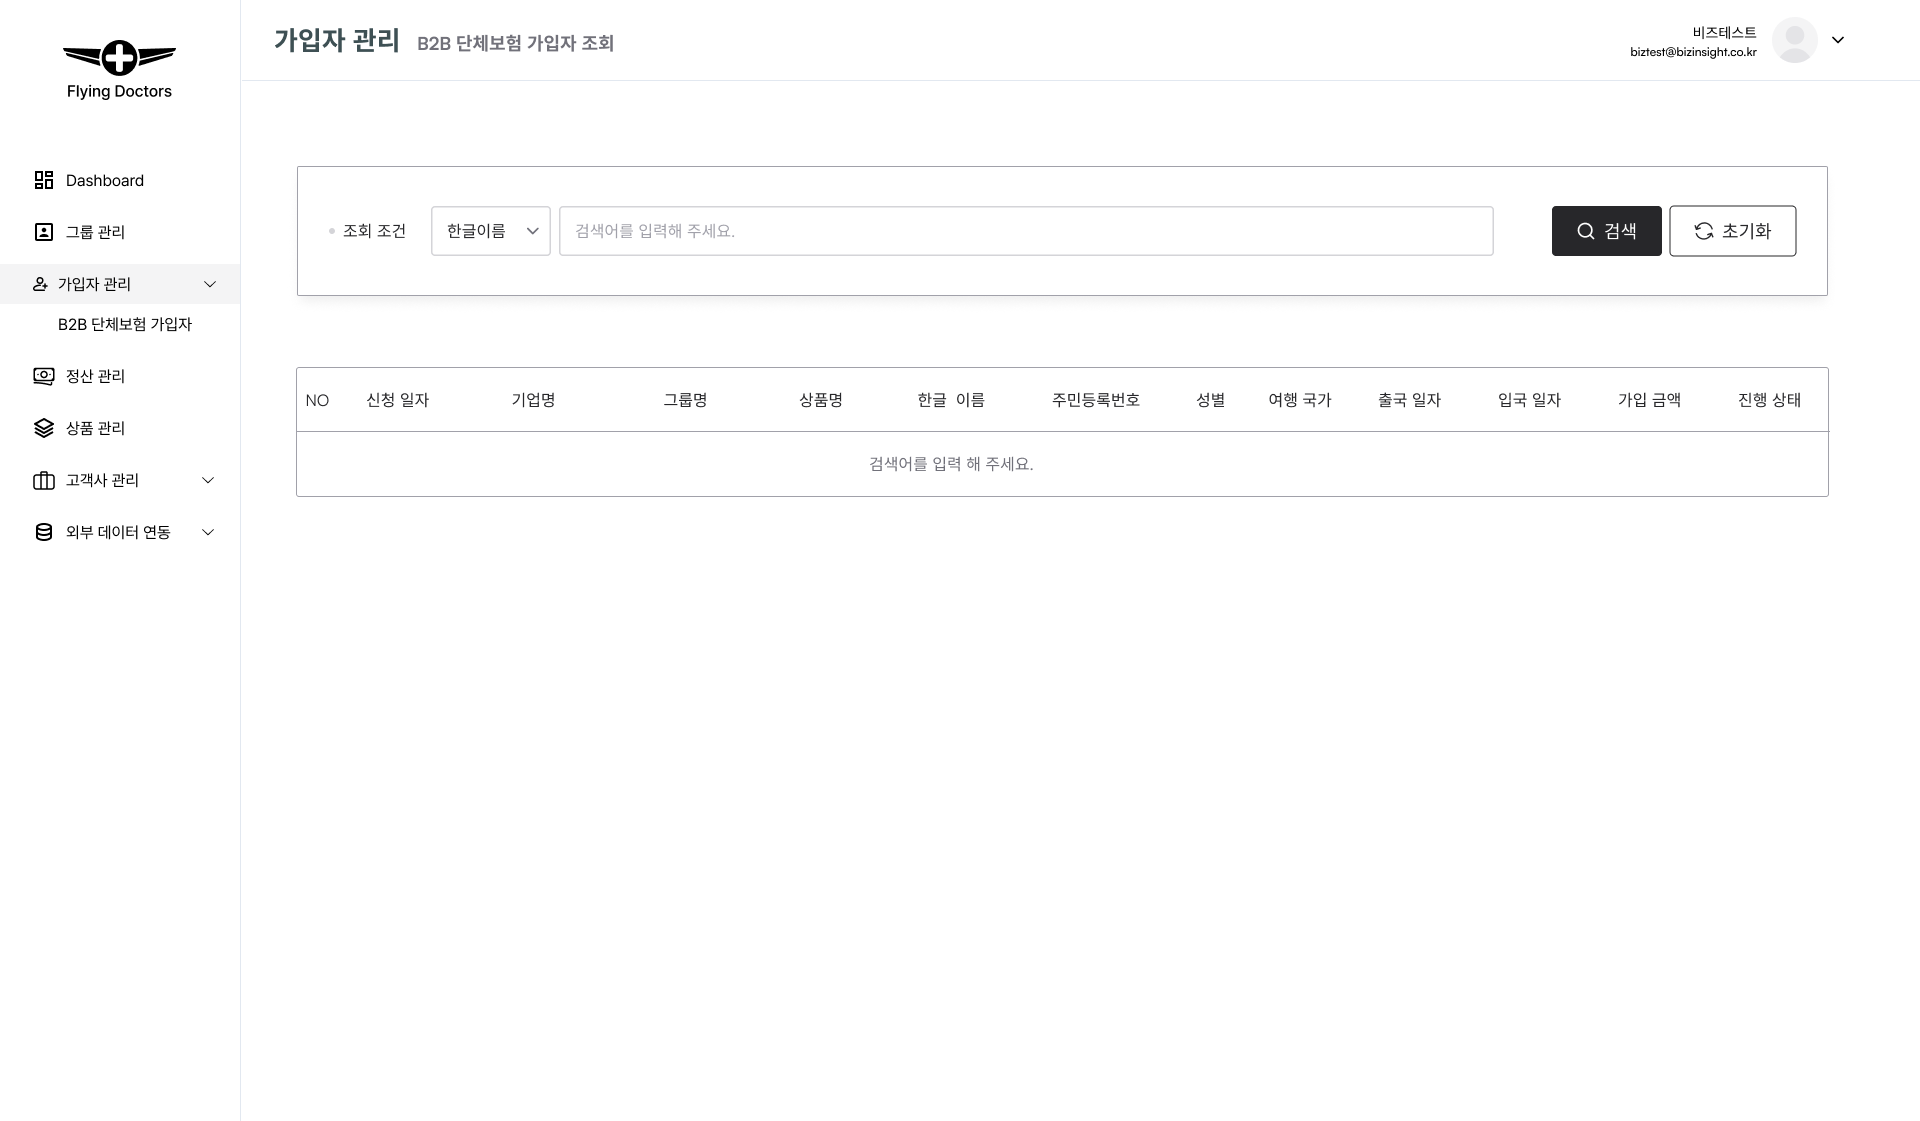 Flying Doctors
가입자 관리 B2B 단체보험 가입자 조회
비즈테스트
biztest@bizinsight.co.kr
Dashboard
그룹 관리
가입자 관리
B2B 단체보험 가입자
정산 관리
상품 관리
고객사 관리
외부 데이터 연동
조회 조건 한글이름 검색어를 입력해 주세요. 검색 초기화
NO 신청 일자 기업명 그룹명 상품명 한글 이름 주민등록번호 성별 여행 국가 출국 일자 입국 일자 가입 금액 진행 상태
검색어를 입력 해 주세요.